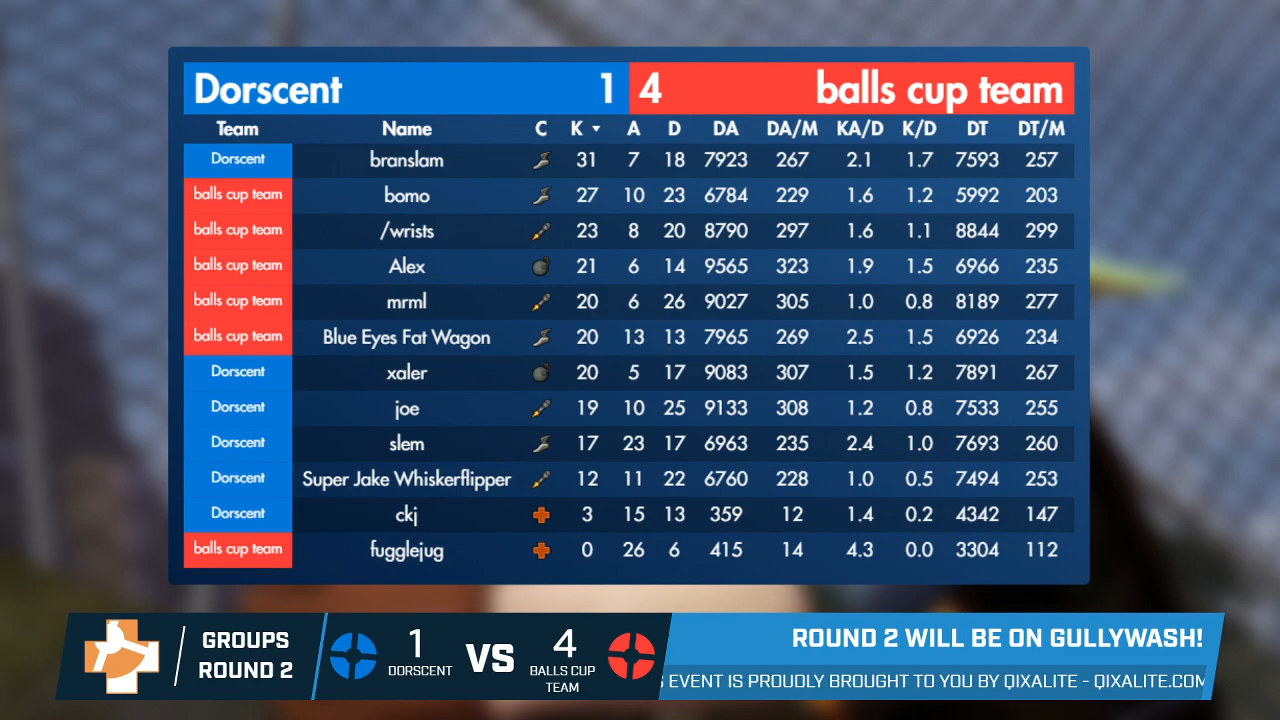 Dorscent 1 4 balls cup team
Team Name C K A D DA DA/M KA/D K/D DT DT/M
Dorscent branslam 31 7 18 7923 267 2.1 1.7 7593 257
balls cup team bomo 27 10 23 6784 229 1.6 1.2 5992 203
balls cup team /wrists 23 8 20 8790 297 1.6 1.1 8844 299
balls cup team Alex 21 6 14 9565 323 1.9 1.5 6966 235
balls cup team mrml 20 6 26 9027 305 1.0 0.8 8189 277
balls cup team Blue Eyes Fat Wagon 20 13 13 7965 269 2.5 1.5 6926 234
Dorscent xaler 20 5 17 9083 307 1.5 1.2 7891 267
Dorscent joe 19 10 25 9133 308 1.2 0.8 7533 255
Dorscent slem 17 23 17 6963 235 2.4 1.0 7693 260
Dorscent Super Jake Whiskerflipper 12 11 22 6760 228 1.0 0.5 7494 253
Dorscent ckj 3 15 13 359 12 1.4 0.2 4342 147
balls cup team fugglejug 0 26 6 415 14 4.3 0.0 3304 112
GROUPS
ROUND 2
1
DORSCENT
VS
4
BALLS CUP
TEAM
ROUND 2 WILL BE ON GULLYWASH!
S EVENT IS PROUDLY BROUGHT TO YOU BY QIXALITE - QIXALITE.COM